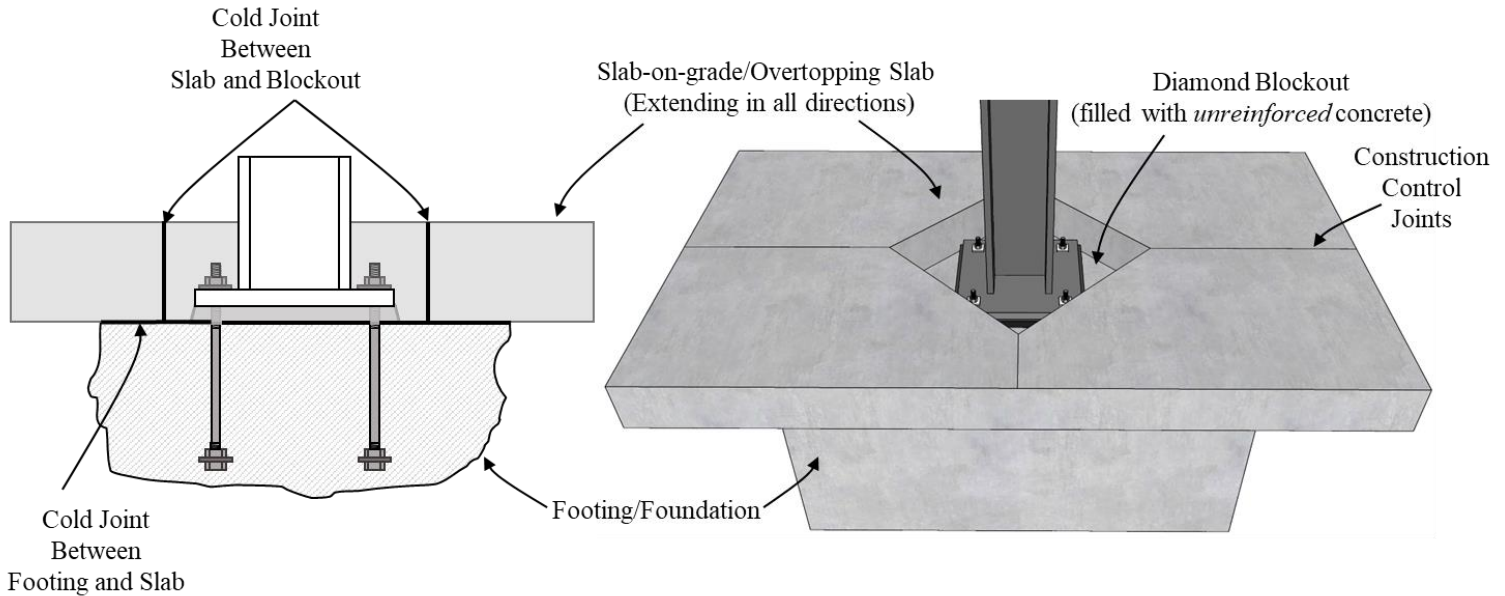 Cold Joint
Between
Slab and Blockout
Slab-on-grade/Overtopping Slab
(Extending in all directions)
Diamond Blockout
(filled with unreinforced concrete)
Construction
Control
Joints
Footing/Foundation
Cold Joint
Between
Footing and Slab